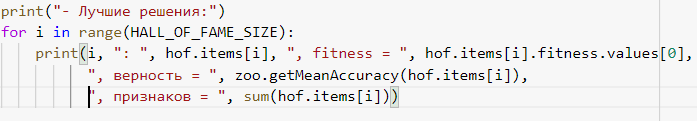 print("- Лучшие решения:")
for i in range(HALL_OF_FAME_SIZE):
    print(i, ": ", hof.items[i], ", fitness = ", hof.items[i].fitness.values[0],
          ", верность = ", zoo.getMeanAccuracy(hof.items[i]),
          ", признаков = ", sum(hof.items[i]))